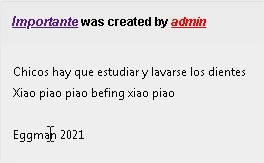 Importante was created by admin
Chicos hay que estudiar y lavarse los dientes
Xiao piao piao befing xiao piao
Eggman 2021